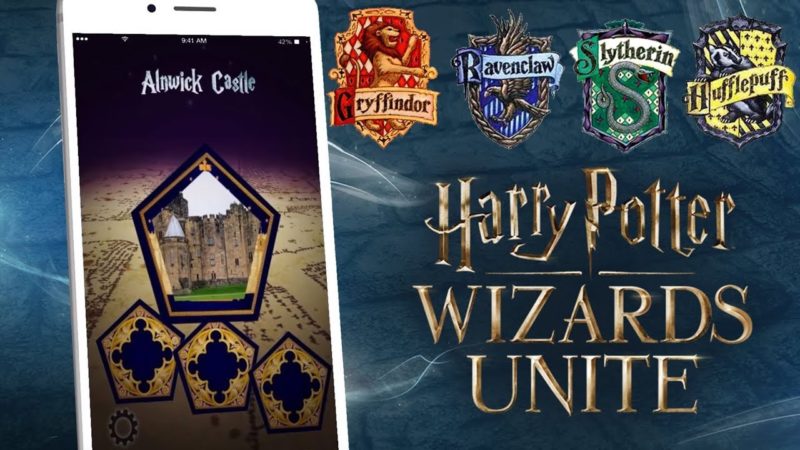 9:41 AM
42%
Alnwick Castle
Gryffindor
Ravenclaw
Slytherin
Hufflepuff
Harry Potter
WIZARDS
UNITE